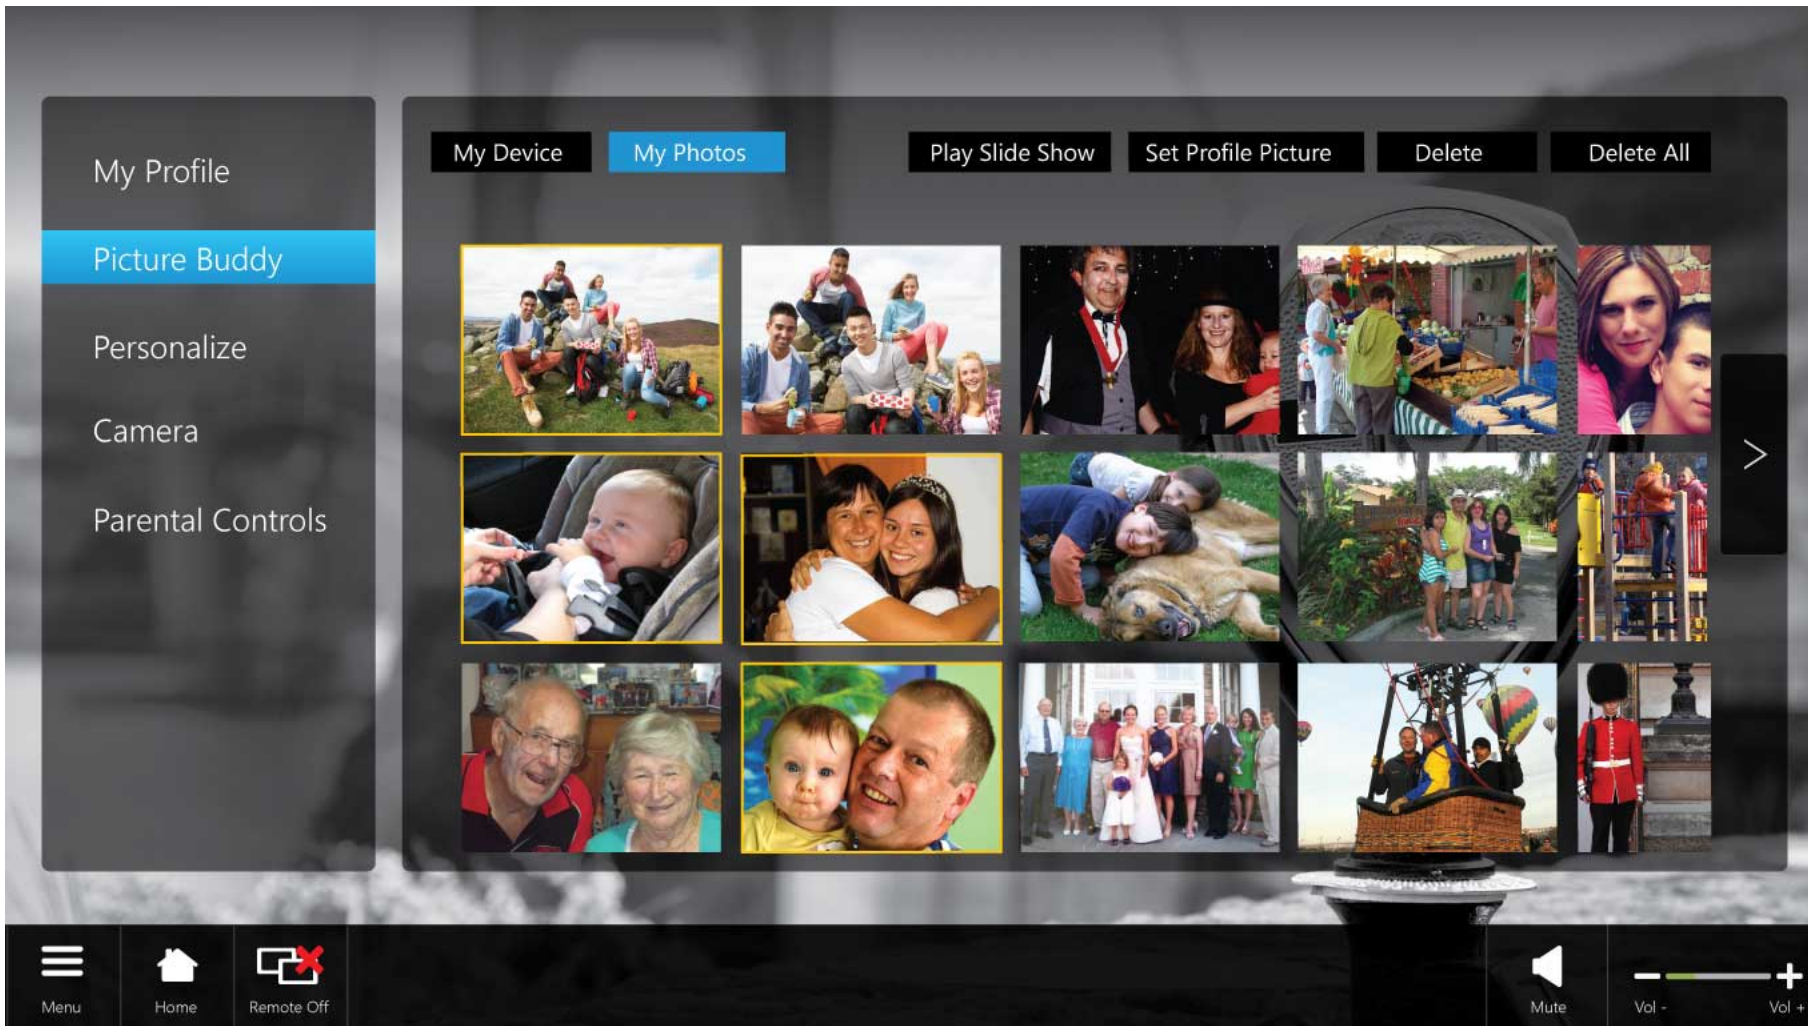 My Profile
Picture Buddy
Personalize
Camera
Parental Controls
My Device
My Photos
Play Slide Show
Set Profile Picture
Delete
Delete All
>
Menu
Home
Remote Off
Mute
Vol -
Vol +